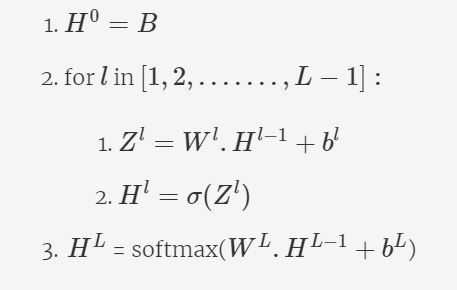 1. H⁰ = B
2. for l in [1, 2, . . . . . . . , L − 1] :
1. Zˡ = Wˡ. Hˡ⁻¹ + bˡ
2. Hˡ = σ(Zˡ)
3. Hᴸ = softmax(Wᴸ. Hᴸ⁻¹ + bᴸ)